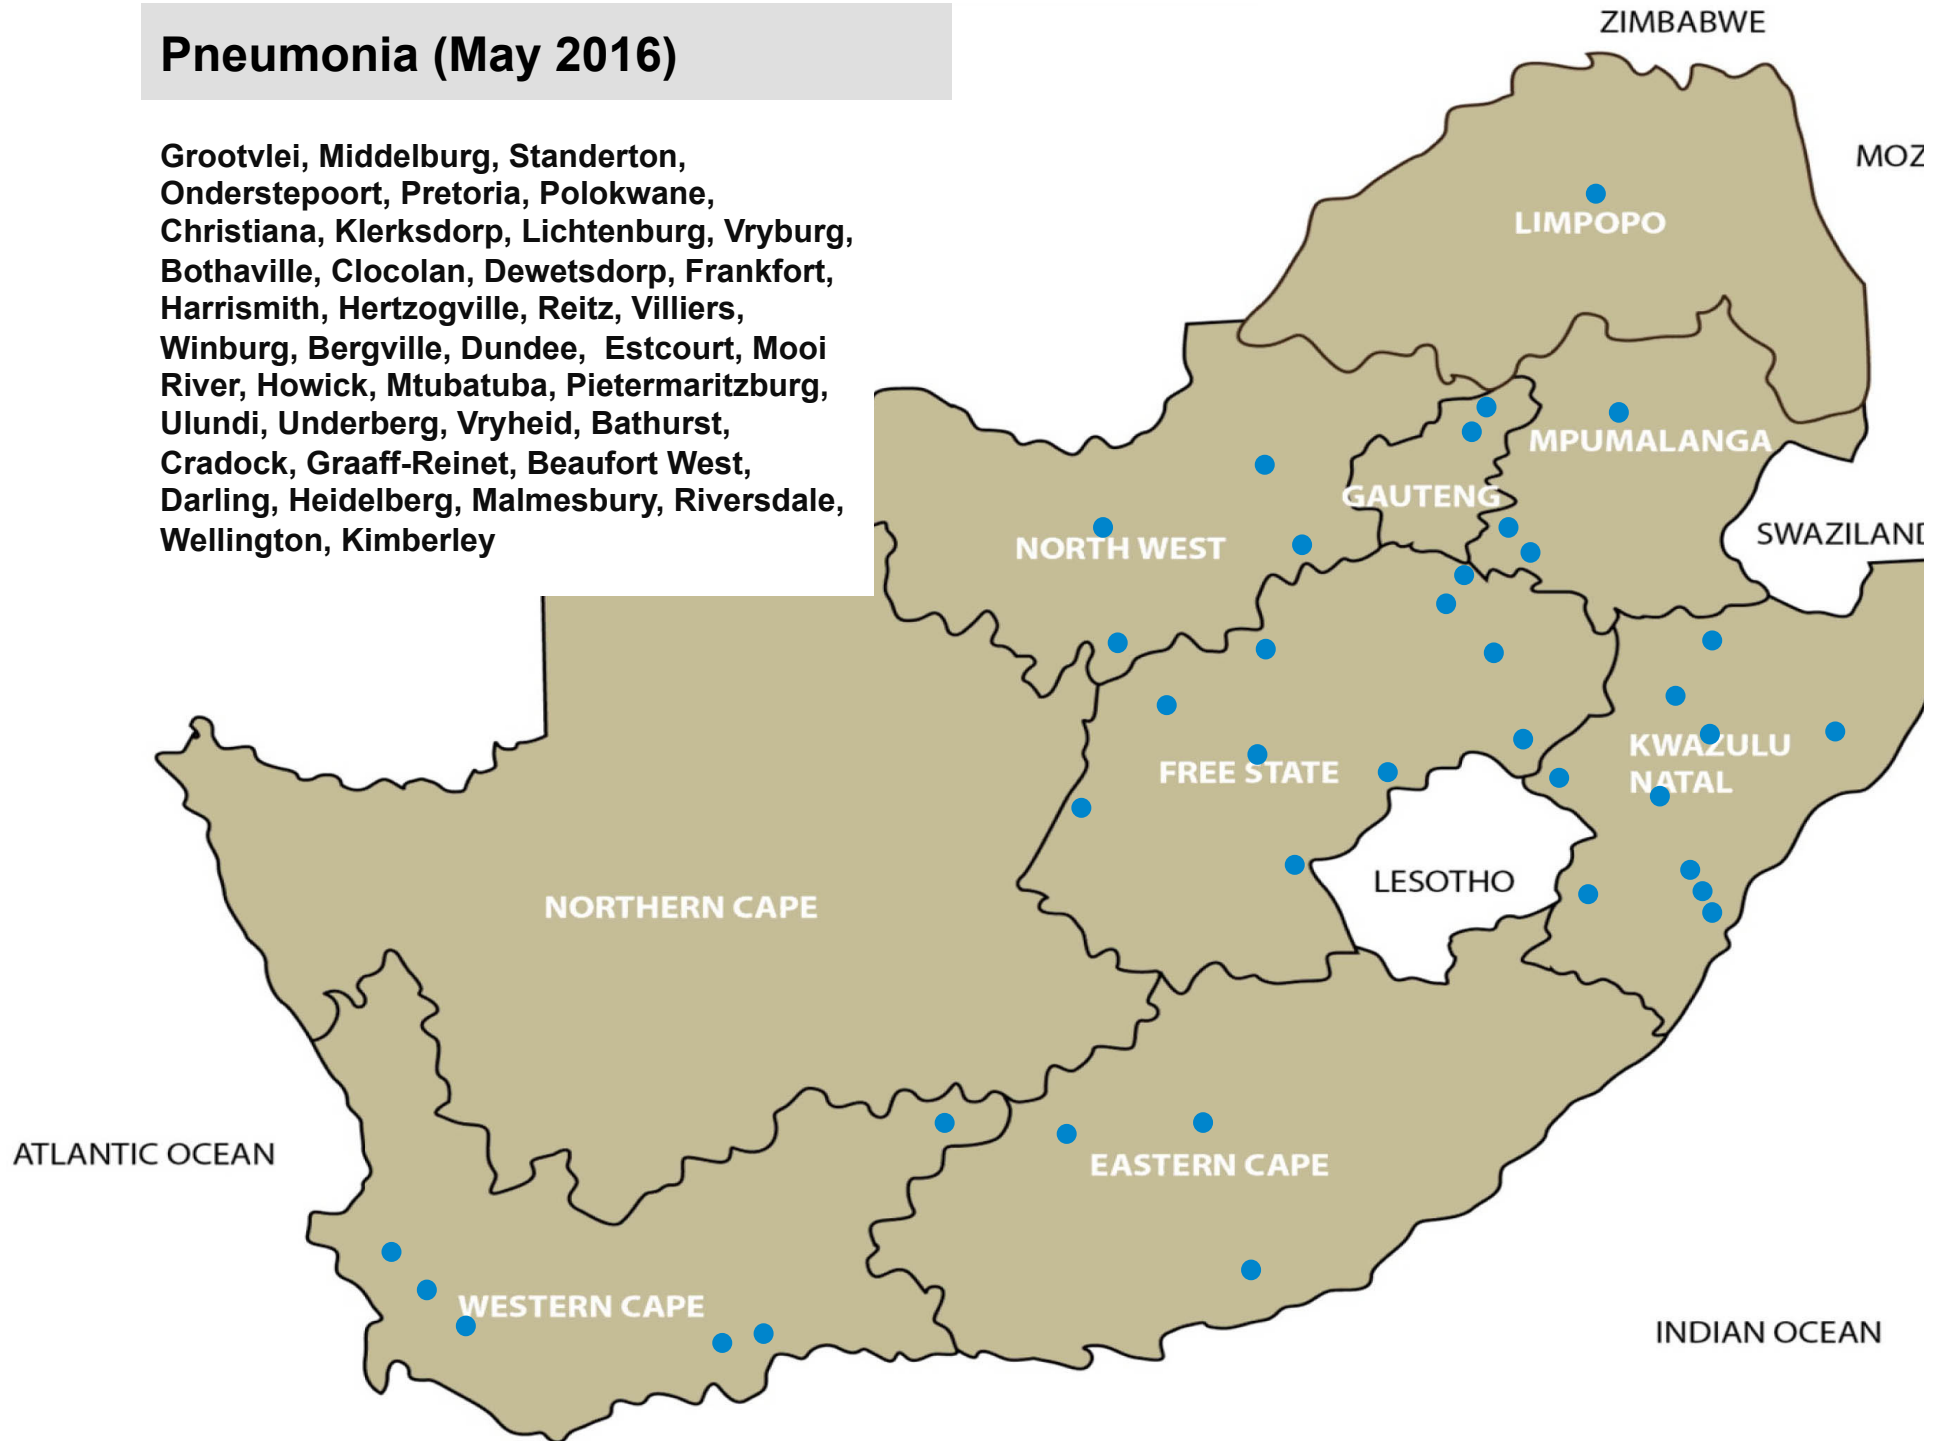 Pneumonia (May 2016)
Grootvlei, Middelburg, Standerton,
Onderstepoort, Pretoria, Polokwane,
Christiana, Klerksdorp, Lichtenburg, Vryburg,
Bothaville, Clocolan, Dewetsdorp, Frankfort,
Harrismith, Hertzogville, Reitz, Villiers,
Winburg, Bergville, Dundee,  Estcourt, Mooi
River, Howick, Mtubatuba, Pietermaritzburg,
Ulundi, Underberg, Vryheid, Bathurst,
Cradock, Graaff-Reinet, Beaufort West,
Darling, Heidelberg, Malmesbury, Riversdale,
Wellington, Kimberley
ZIMBABWE
MOZ
LIMPOPO
MPUMALANGA
GAUTENG
SWAZILAND
NORTH WEST
KWAZULU
NATAL
FREE STATE
LESOTHO
NORTHERN CAPE
ATLANTIC OCEAN
EASTERN CAPE
WESTERN CAPE
INDIAN OCEAN